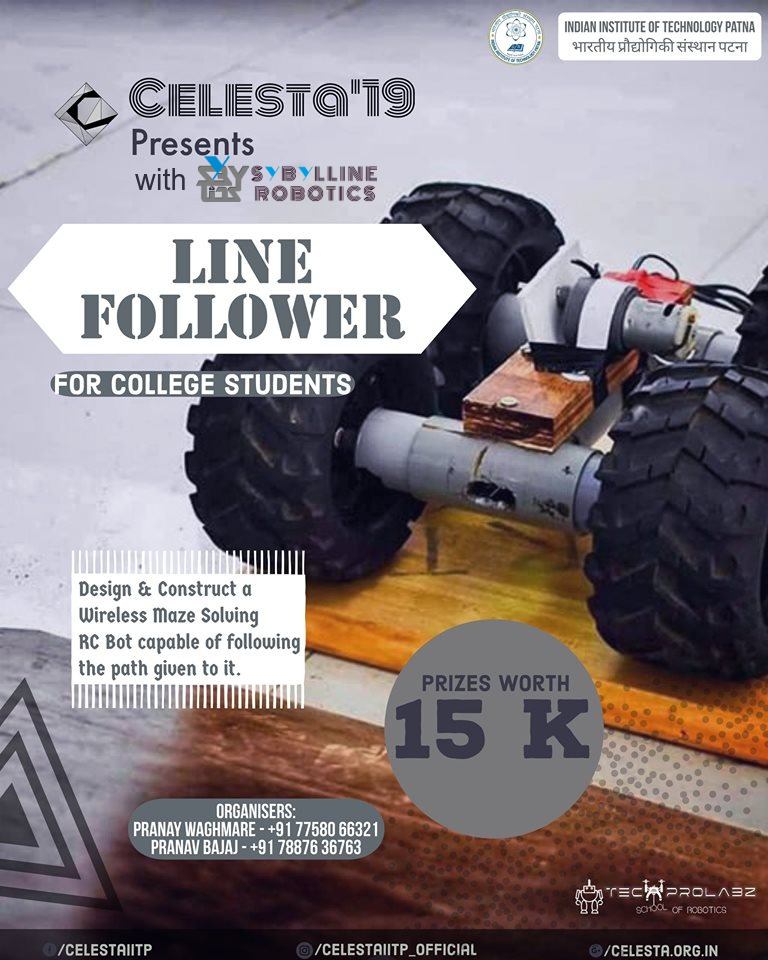 INDIAN INSTITUTE OF TECHNOLOGY PATNA
भारतीय प्रौद्योगिकी संस्थान पटना
CELESTA'19
Presents
with SYBYLLINE
ROBOTICS
LINE
FOLLOWER
FOR COLLEGE STUDENTS
Design & Construct a
Wireless Maze Solving
RC Bot capable of following
the path given to it.
PRIZES WORTH
15 K
ORGANISERS:
PRANAY WAGHMARE - +91 77580 66321
PRANAV BAJAJ - +91 78876 36763
TECHPROLABZ
SCHOOL OF ROBOTICS
/CELESTAIITP
/CELESTAIITP_OFFICIAL
/CELESTA.ORG.IN